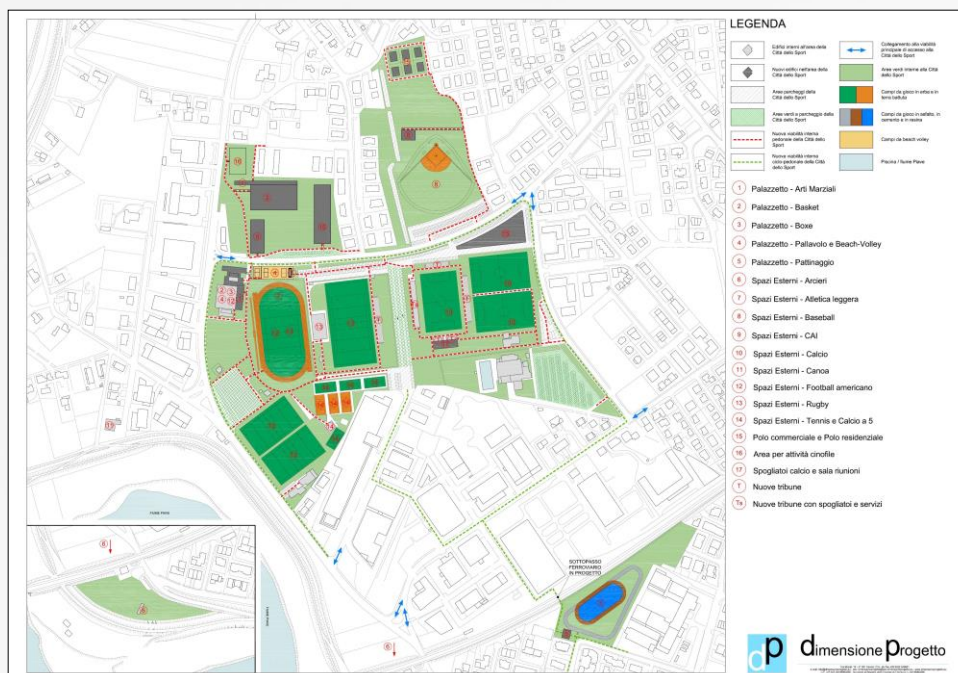 LEGENDA
Edifici interni all'area della
Città dello Sport
Nuovi edifici nell'area della
Città dello Sport
Aree parcheggi della
Città dello Sport
Aree verdi a parcheggio della
Città dello Sport
Nuova viabilità interna
pedonale della Città dello
Sport
Nuova viabilità interna
ciclo-pedonale della Città
dello Sport
Collegamento alla viabilità
principale di accesso alla
Città dello Sport
Aree verdi interne alla Città
dello Sport
Campi da gioco in erba e in
terra battuta
Campi da gioco in asfalto, in
cemento e in resina
Campi da beach volley
Piscina / fiume Piave
1 Palazzetto - Arti Marziali
2 Palazzetto - Basket
3 Palazzetto - Boxe
4 Palazzetto - Pallavolo e Beach-Volley
5 Palazzetto - Pattinaggio
6 Spazi Esterni - Arcieri
7 Spazi Esterni - Atletica leggera
8 Spazi Esterni - Baseball
9 Spazi Esterni - CAI
10 Spazi Esterni - Calcio
11 Spazi Esterni - Canoa
12 Spazi Esterni - Football americano
13 Spazi Esterni - Rugby
14 Spazi Esterni - Tennis e Calcio a 5
15 Polo commerciale e Polo residenziale
16 Area per attività cinofile
17 Spogliatoi calcio e sala riunioni
T Nuove tribune
Ts Nuove tribune con spogliatoi e servizi
SOTTOPASSO
FERROVIARIO
IN PROGETTO
FIUME PIAVE
FIUME PIAVE
dp dimensione Progetto